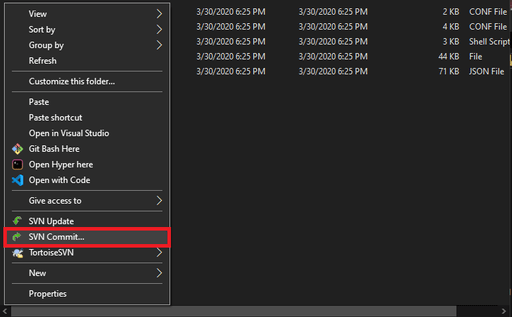 View
Sort by
Group by
Refresh
Customize this folder...
Paste
Paste shortcut
Open in Visual Studio
Git Bash Here
Open Hyper here
Open with Code
Give access to
SVN Update
SVN Commit...
TortoiseSVN
New
Properties
3/30/2020 6:25 PM 3/30/2020 6:25 PM 2 KB CONF File
3/30/2020 6:25 PM 3/30/2020 6:25 PM 4 KB CONF File
3/30/2020 6:25 PM 3/30/2020 6:25 PM 3 KB Shell Script
3/30/2020 6:25 PM 3/30/2020 6:25 PM 44 KB File
3/30/2020 6:25 PM 3/30/2020 6:25 PM 71 KB JSON File